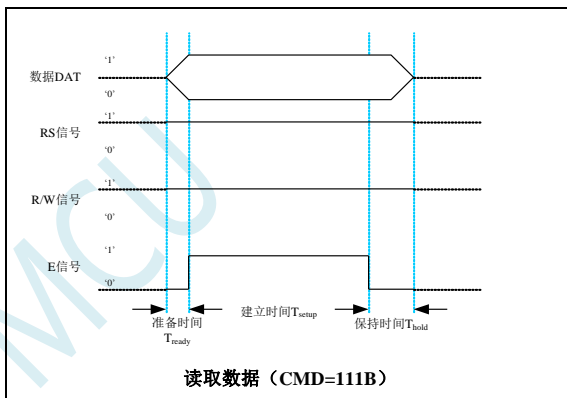 ‘1’
数据DAT
‘0’
‘1’
RS信号
‘0’
‘1’
R/W信号
‘0’
‘1’
E信号
‘0’
准备时间 建立时间Tsetup 保持时间Thold
Tready
读取数据（CMD=111B）
MCU